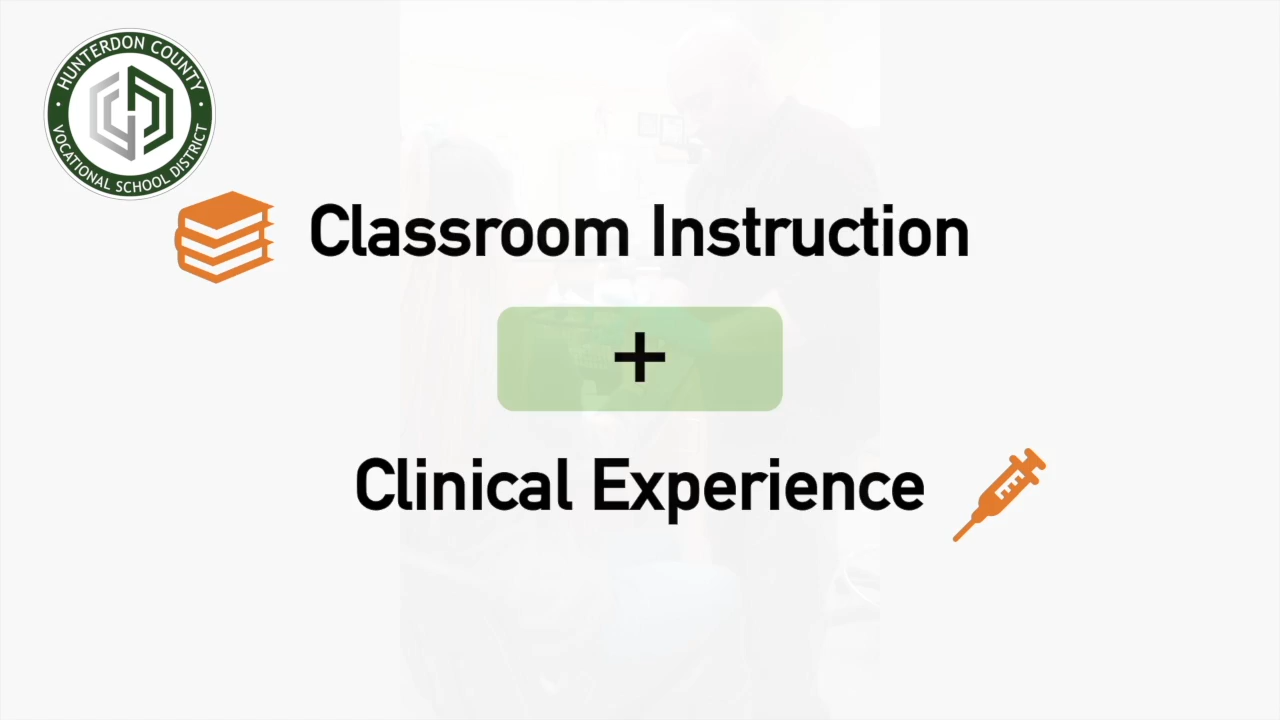 HUNTERDON COUNTY
VOCATIONAL SCHOOL DISTRICT
Classroom Instruction
+
Clinical Experience